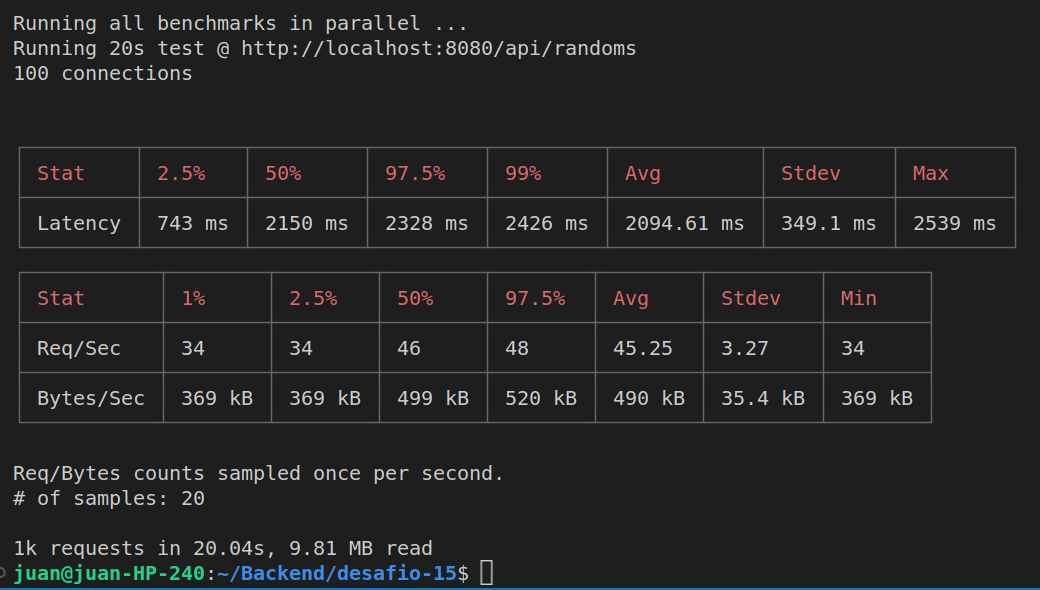 Running all benchmarks in parallel ...
Running 20s test @ http://localhost:8080/api/randoms
100 connections
Stat 2.5% 50% 97.5% 99% Avg Stdev Max
Latency 743 ms 2150 ms 2328 ms 2426 ms 2094.61 ms 349.1 ms 2539 ms
Stat 1% 2.5% 50% 97.5% Avg Stdev Min
Req/Sec 34 34 46 48 45.25 3.27 34
Bytes/Sec 369 kB 369 kB 499 kB 520 kB 490 kB 35.4 kB 369 kB
Req/Bytes counts sampled once per second.
# of samples: 20
1k requests in 20.04s, 9.81 MB read
juan@juan-HP-240:~/Backend/desafio-15$